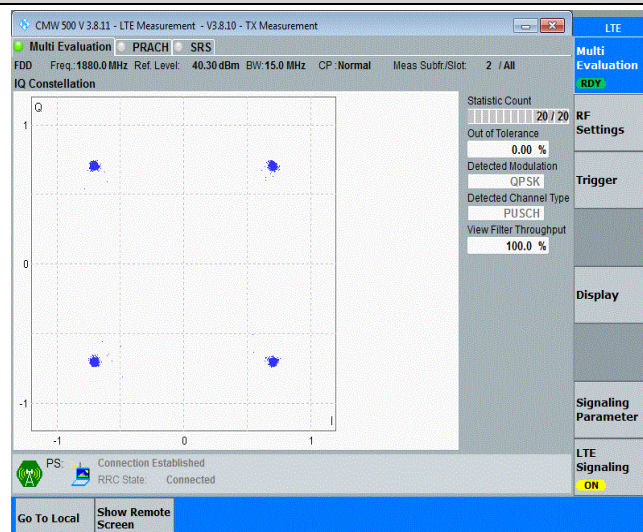 CMW 500 V 3.8.11 - LTE Measurement - V3.8.10 - TX Measurement
LTE
Multi Evaluation PRACH SRS
FDD Freq.: 1880.0 MHz Ref. Level: 40.30 dBm BW: 15.0 MHz CP : Normal Meas Subfr./Slot: 2 / All
IQ Constellation
Q
1
0
-1
-1 0 1
I
Statistic Count
20 / 20
Out of Tolerance
0.00 %
Detected Modulation
QPSK
Detected Channel Type
PUSCH
View Filter Throughput
100.0 %
Multi
Evaluation
RDY
RF
Settings
Trigger
Display
Signaling
Parameter
LTE
Signaling
ON
PS: Connection Established
RRC State: Connected
Go To Local
Show Remote
Screen